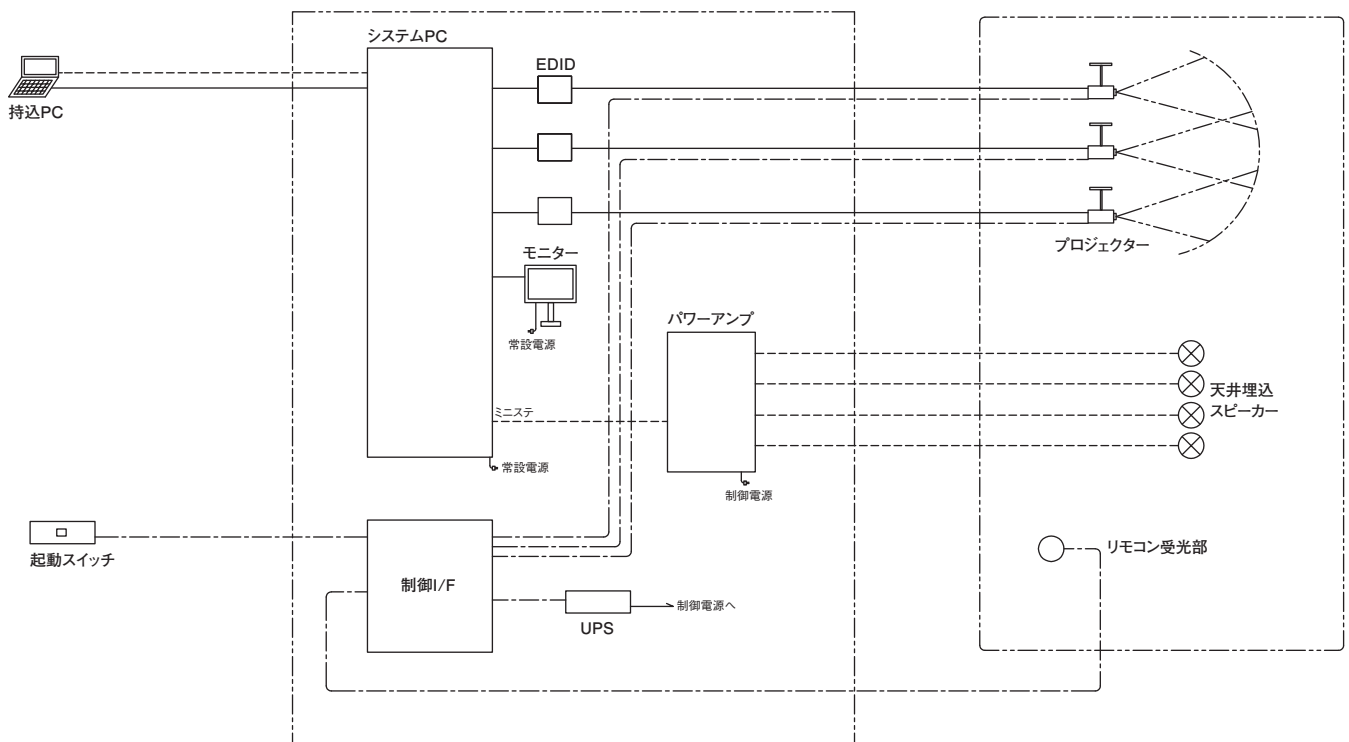 システムPC
EDID
持込PC
プロジェクター
モニター
常設電源
パワーアンプ
天井埋込
スピーカー
ミニステ
常設電源
制御電源
起動スイッチ
リモコン受光部
制御I/F
制御電源へ
UPS